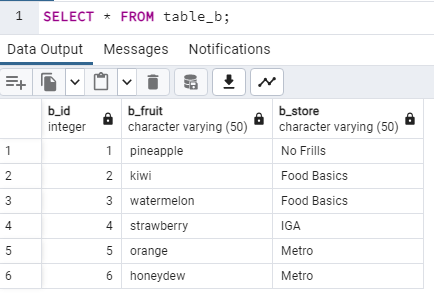 1 SELECT * FROM table_b;
Data Output Messages Notifications
b_id b_fruit b_store
integer character varying (50) character varying (50)
1 1 pineapple No Frills
2 2 kiwi Food Basics
3 3 watermelon Food Basics
4 4 strawberry IGA
5 5 orange Metro
6 6 honeydew Metro